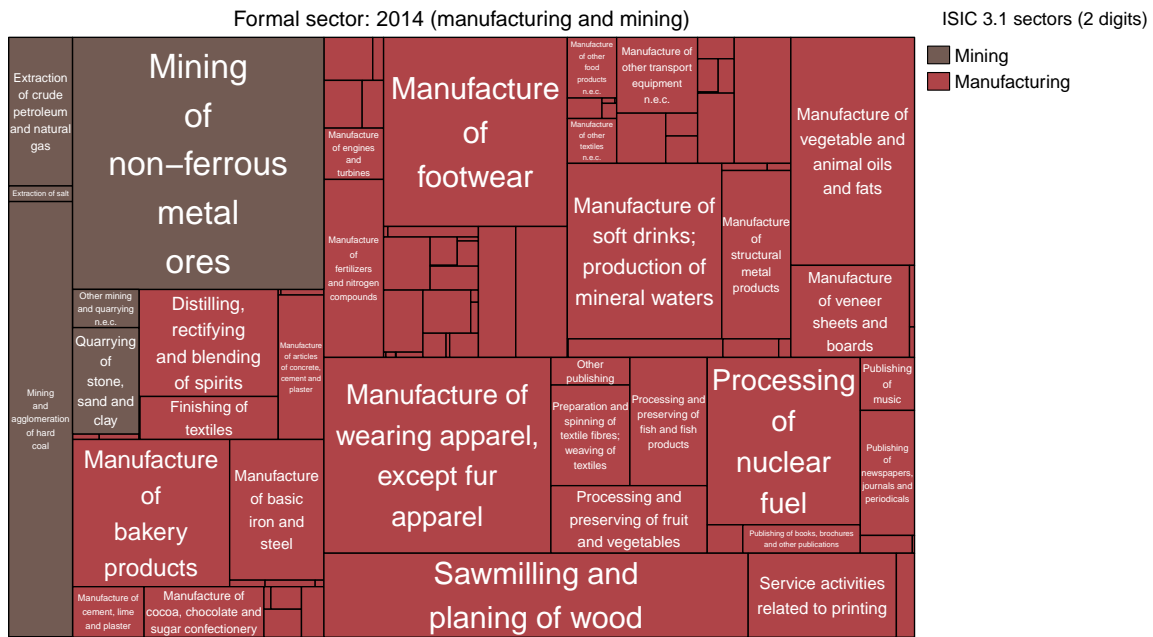 Formal sector: 2014 (manufacturing and mining)
ISIC 3.1 sectors (2 digits)
Mining
Manufacturing
Extraction
of crude
petroleum
and natural
gas
Extraction of salt
Mining
and
agglomeration
of hard
coal
Mining
of
non−ferrous
metal
ores
Other mining
and quarrying
n.e.c.
Quarrying
of
stone,
sand and
clay
Distilling,
rectifying
and blending
of spirits
Finishing of
textiles
Manufacture
of articles
of concrete,
cement and
plaster
Manufacture
of
bakery
products
Manufacture
of basic
iron and
steel
Manufacture
of cement, lime
and plaster
Manufacture of
cocoa, chocolate and
sugar confectionery
Manufacture
of engines
and
turbines
Manufacture
of
fertilizers
and nitrogen
compounds
Manufacture
of
footwear
Manufacture
of other
food
products
n.e.c.
Manufacture
of other
textiles
n.e.c.
Manufacture of
other transport
equipment
n.e.c.
Manufacture of
soft drinks;
production of
mineral waters
Manufacture
of
structural
metal
products
Manufacture of
vegetable and
animal oils
and fats
Manufacture
of veneer
sheets and
boards
Manufacture of
wearing apparel,
except fur
apparel
Other
publishing
Preparation and
spinning of
textile fibres;
weaving of
textiles
Processing and
preserving of
fish and fish
products
Processing and
preserving of fruit
and vegetables
Processing
of
nuclear
fuel
Publishing of books, brochures
and other publications
Publishing
of
music
Publishing
of
newspapers,
journals and
periodicals
Sawmilling and
planing of wood
Service activities
related to printing